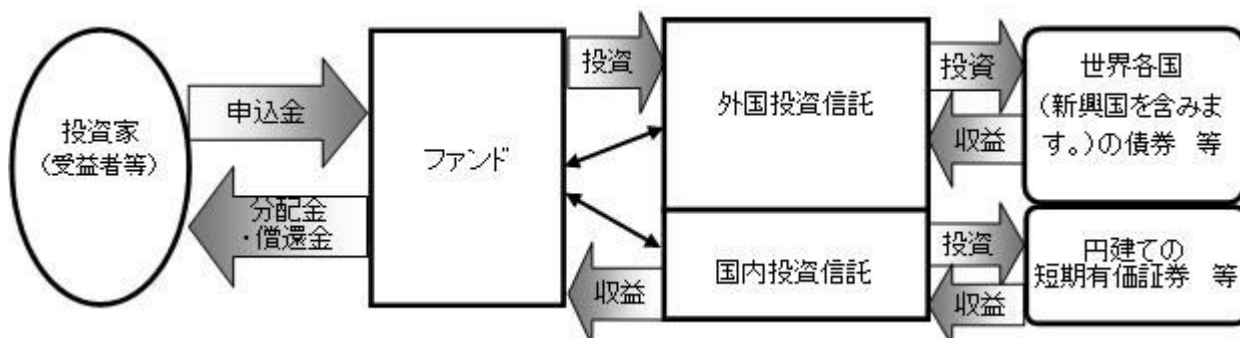 投資家
(受益者等)
申込金
分配金
・償還金
ファンド
投資
収益
外国投資信託
国内投資信託
投資
収益
投資
収益
世界各国
(新興国を含みま
す。)の債券　等
円建ての
短期有価証券　等